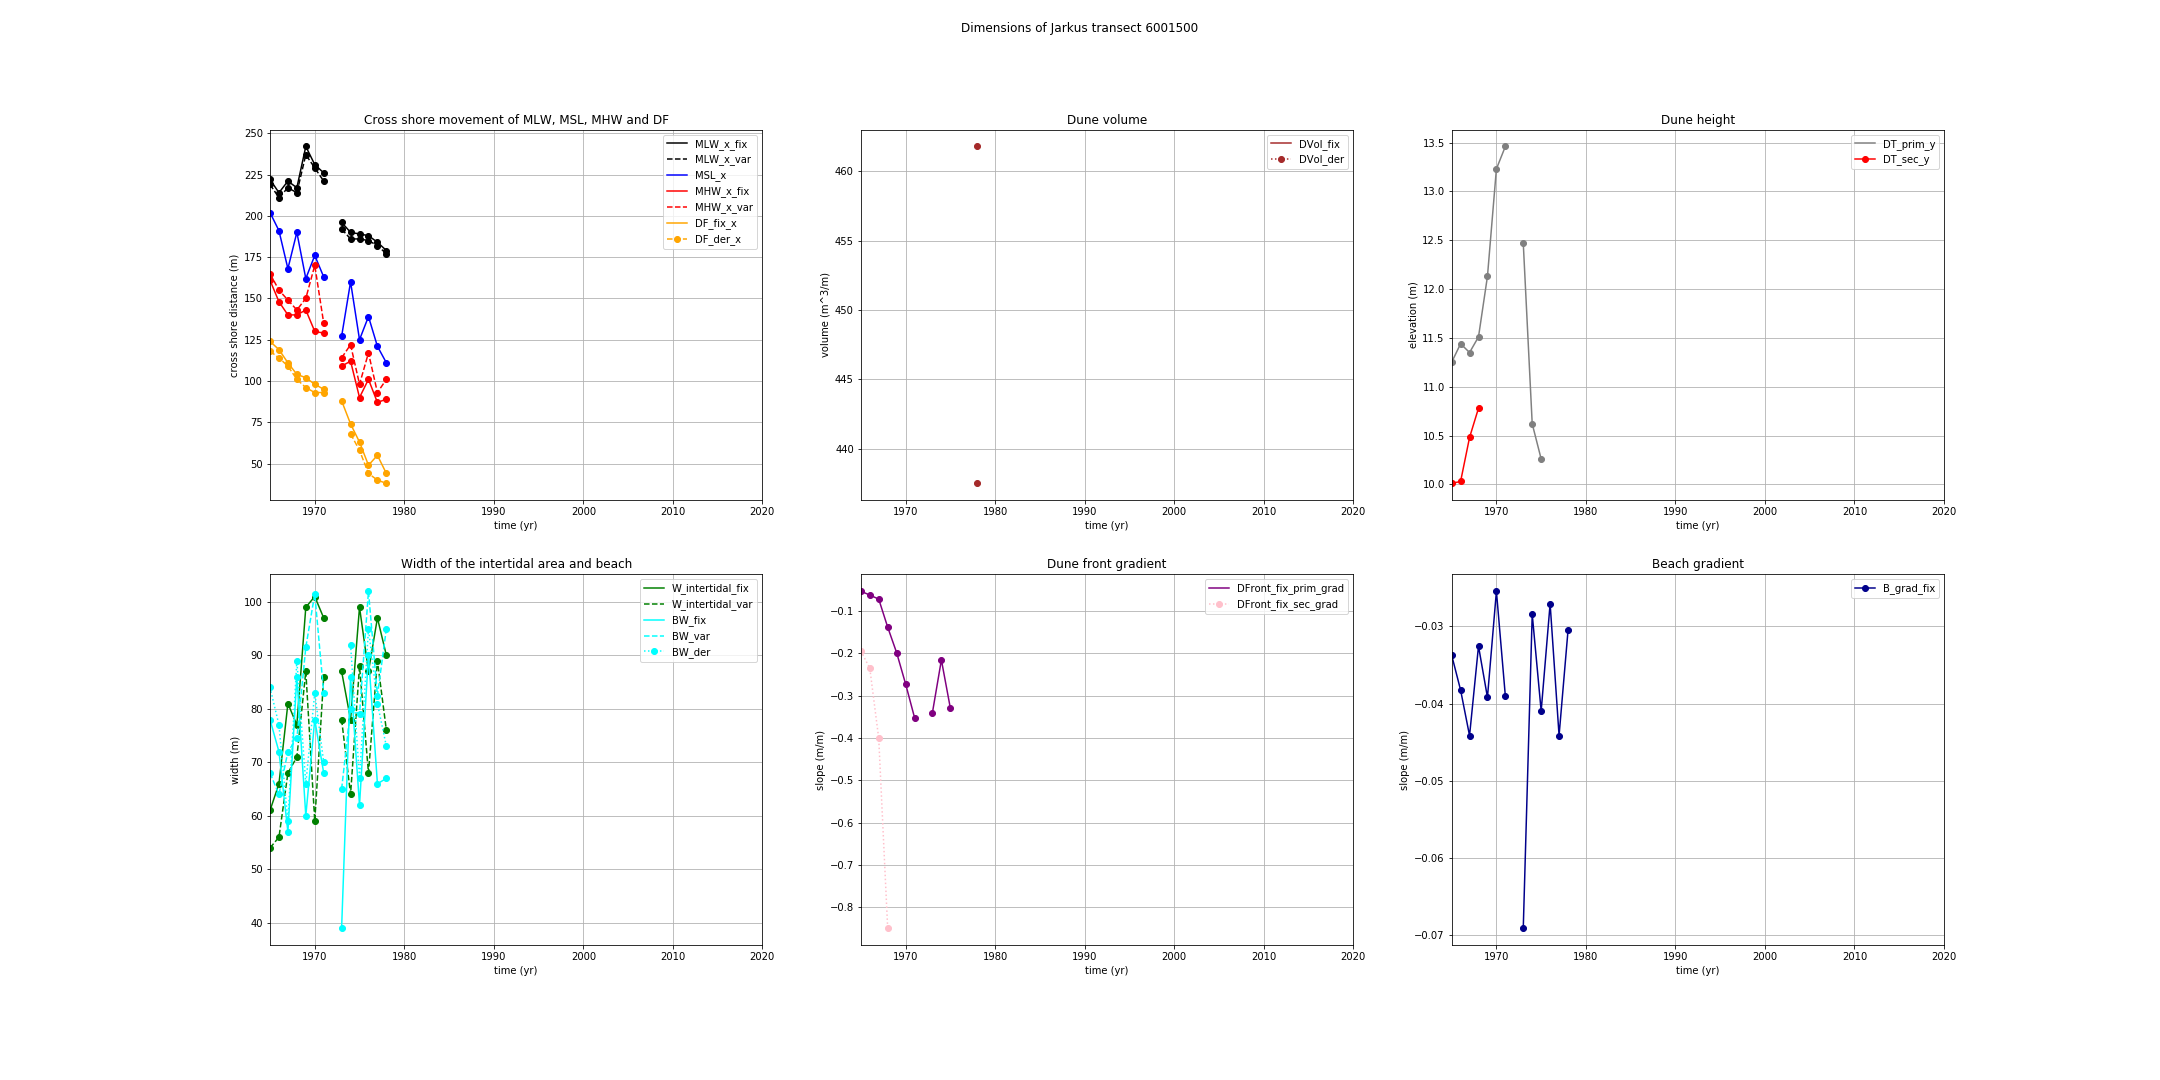 Dimensions of Jarkus transect 6001500
Cross shore movement of MLW, MSL, MHW and DF
250
225
200
175
150
125
100
75
50
cross shore distance (m)
MLW_x_fix
MLW_x_var
MSL_x
MHW_x_fix
MHW_x_var
DF_fix_x
DF_der_x
1970 1980 1990 2000 2010 2020
time (yr)
Dune volume
460
455
450
445
440
volume (m^3/m)
DVol_fix
DVol_der
1970 1980 1990 2000 2010 2020
time (yr)
Dune height
13.5
13.0
12.5
12.0
11.5
11.0
10.5
10.0
elevation (m)
DT_prim_y
DT_sec_y
1970 1980 1990 2000 2010 2020
time (yr)
Width of the intertidal area and beach
100
90
80
70
60
50
40
width (m)
W_intertidal_fix
W_intertidal_var
BW_fix
BW_var
BW_der
1970 1980 1990 2000 2010 2020
time (yr)
Dune front gradient
−0.1
−0.2
−0.3
−0.4
−0.5
−0.6
−0.7
−0.8
slope (m/m)
DFront_fix_prim_grad
DFront_fix_sec_grad
1970 1980 1990 2000 2010 2020
time (yr)
Beach gradient
−0.03
−0.04
−0.05
−0.06
−0.07
slope (m/m)
B_grad_fix
1970 1980 1990 2000 2010 2020
time (yr)